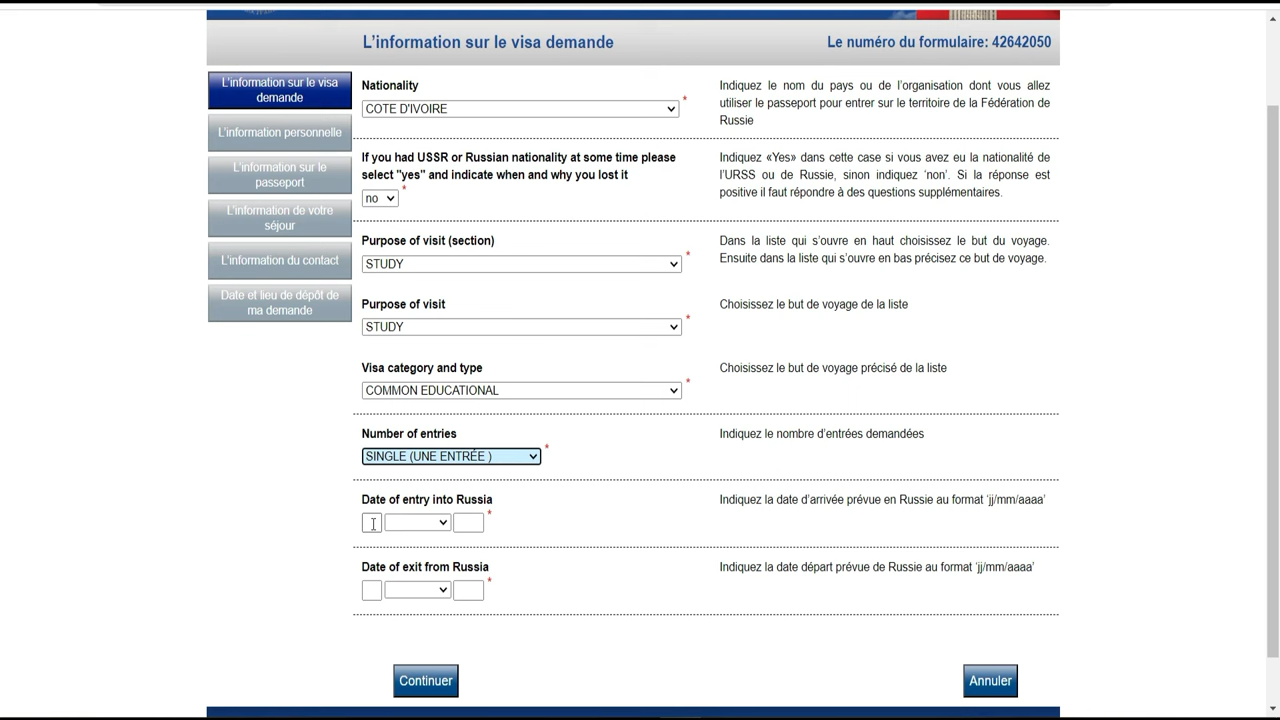 L'information sur le visa demande
Le numéro du formulaire: 42642050
L'information sur le visa
demande
L'information personnelle
L'information sur le
passeport
L'information de votre
séjour
L'information du contact
Date et lieu de dépôt de
ma demande
Nationality
COTE D'IVOIRE
*
Indiquez le nom du pays ou de l'organisation dont vous allez
utiliser le passeport pour entrer sur le territoire de la Fédération de
Russie
If you had USSR or Russian nationality at some time please
select "yes" and indicate when and why you lost it
no
*
Indiquez «Yes» dans cette case si vous avez eu la nationalité de
l'URSS ou de Russie, sinon indiquez 'non'. Si la réponse est
positive il faut répondre à des questions supplémentaires.
Purpose of visit (section)
STUDY
*
Dans la liste qui s'ouvre en haut choisissez le but du voyage.
Ensuite dans la liste qui s'ouvre en bas précisez ce but de voyage.
Purpose of visit
STUDY
*
Choisissez le but de voyage de la liste
Visa category and type
COMMON EDUCATIONAL
*
Choisissez le but de voyage précisé de la liste
Number of entries
SINGLE (UNE ENTRÉE )
*
Indiquez le nombre d'entrées demandées
Date of entry into Russia
*
Indiquez la date d'arrivée prévue en Russie au format 'jj/mm/aaaa'
Date of exit from Russia
*
Indiquez la date départ prévue de Russie au format 'jj/mm/aaaa'
Continuer
Annuler